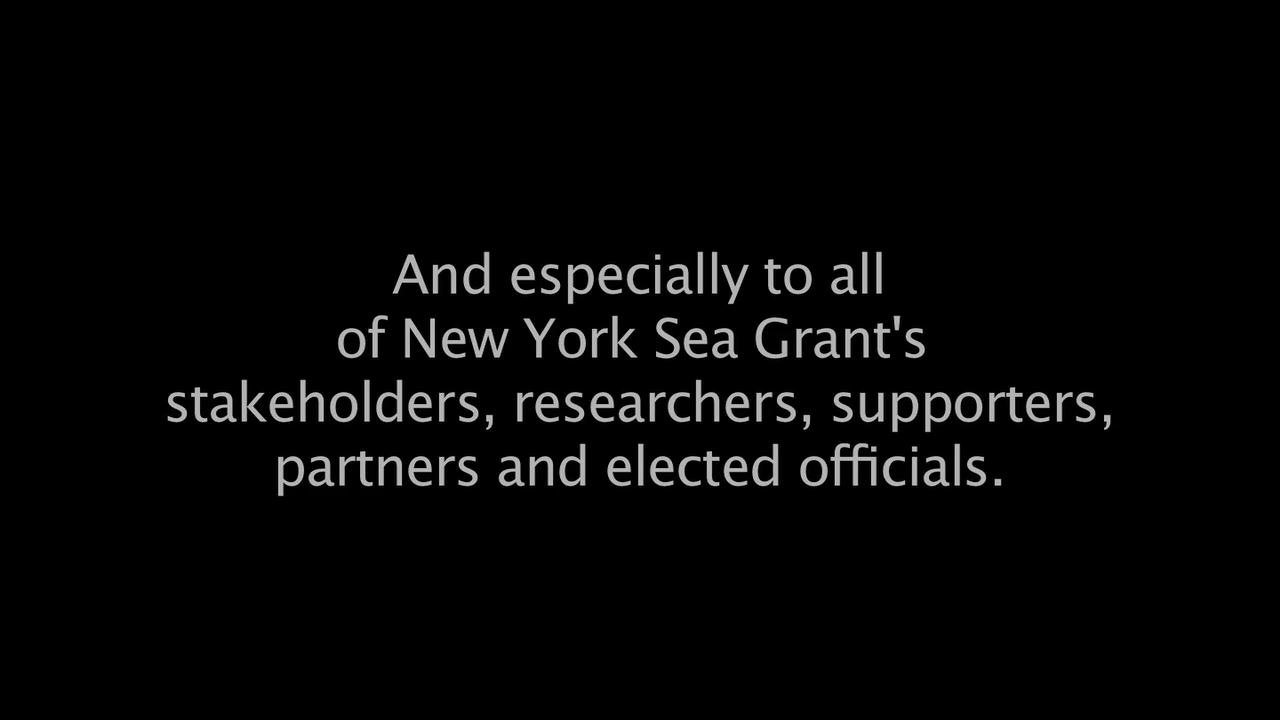 And especially to all
of New York Sea Grant's
stakeholders, researchers, supporters,
partners and elected officials.